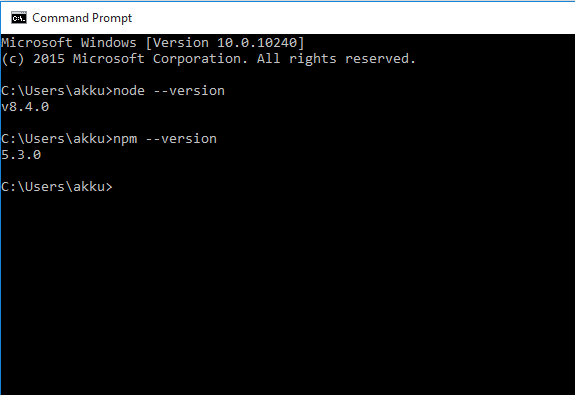 Command Prompt
Microsoft Windows [Version 10.0.10240]
(c) 2015 Microsoft Corporation. All rights reserved.
C:\Users\akku>node --version
v8.4.0
C:\Users\akku>npm --version
5.3.0
C:\Users\akku>